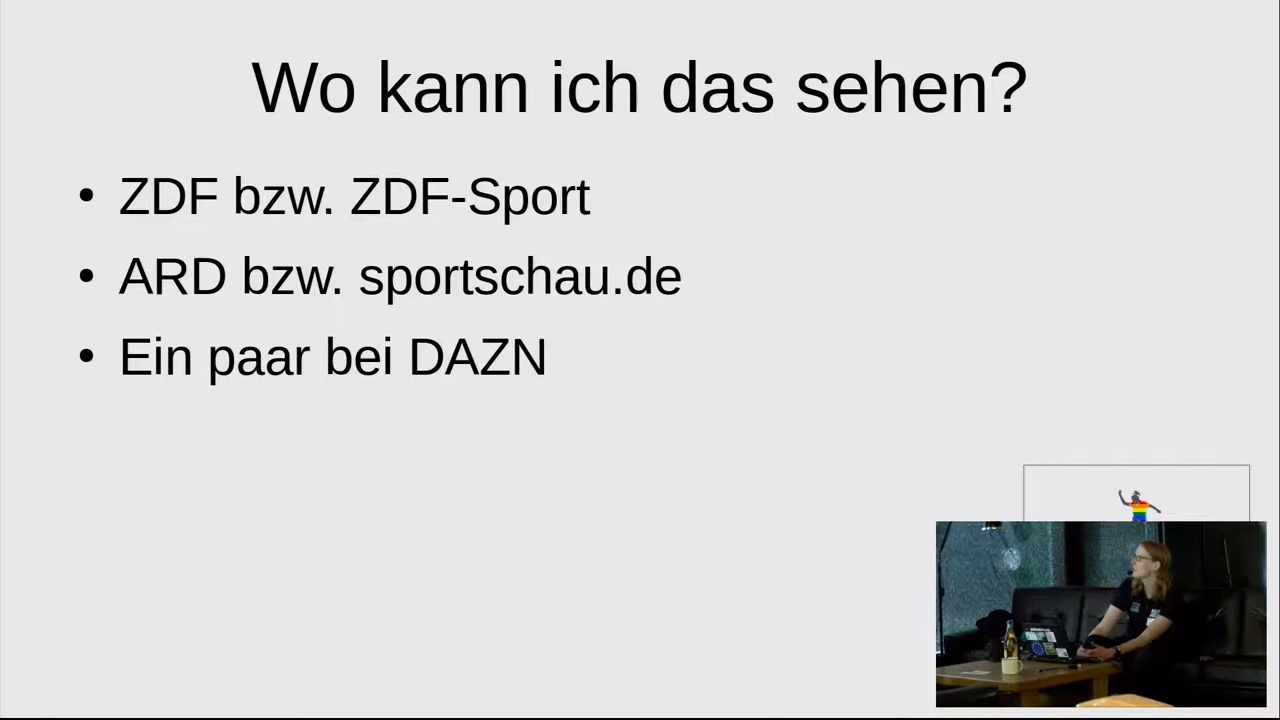 Wo kann ich das sehen?
• ZDF bzw. ZDF-Sport
• ARD bzw. sportschau.de
• Ein paar bei DAZN